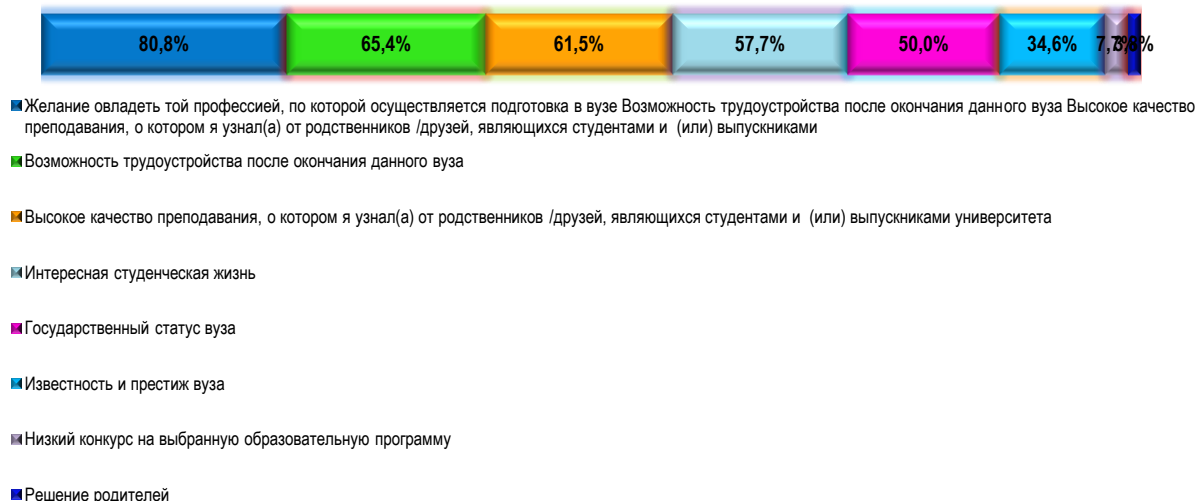 80,8% 65,4% 61,5% 57,7% 50,0% 34,6%
Желание овладеть той профессией, по которой осуществляется подготовка в вузе Возможность трудоустройства после окончания данного вуза Высокое качество
преподавания, о котором я узнал(а) от родственников /друзей, являющихся студентами и (или) выпускниками
Возможность трудоустройства после окончания данного вуза
Высокое качество преподавания, о котором я узнал(а) от родственников /друзей, являющихся студентами и (или) выпускниками университета
Интересная студенческая жизнь
Государственный статус вуза
Известность и престиж вуза
Низкий конкурс на выбранную образовательную программу
Решение родителей